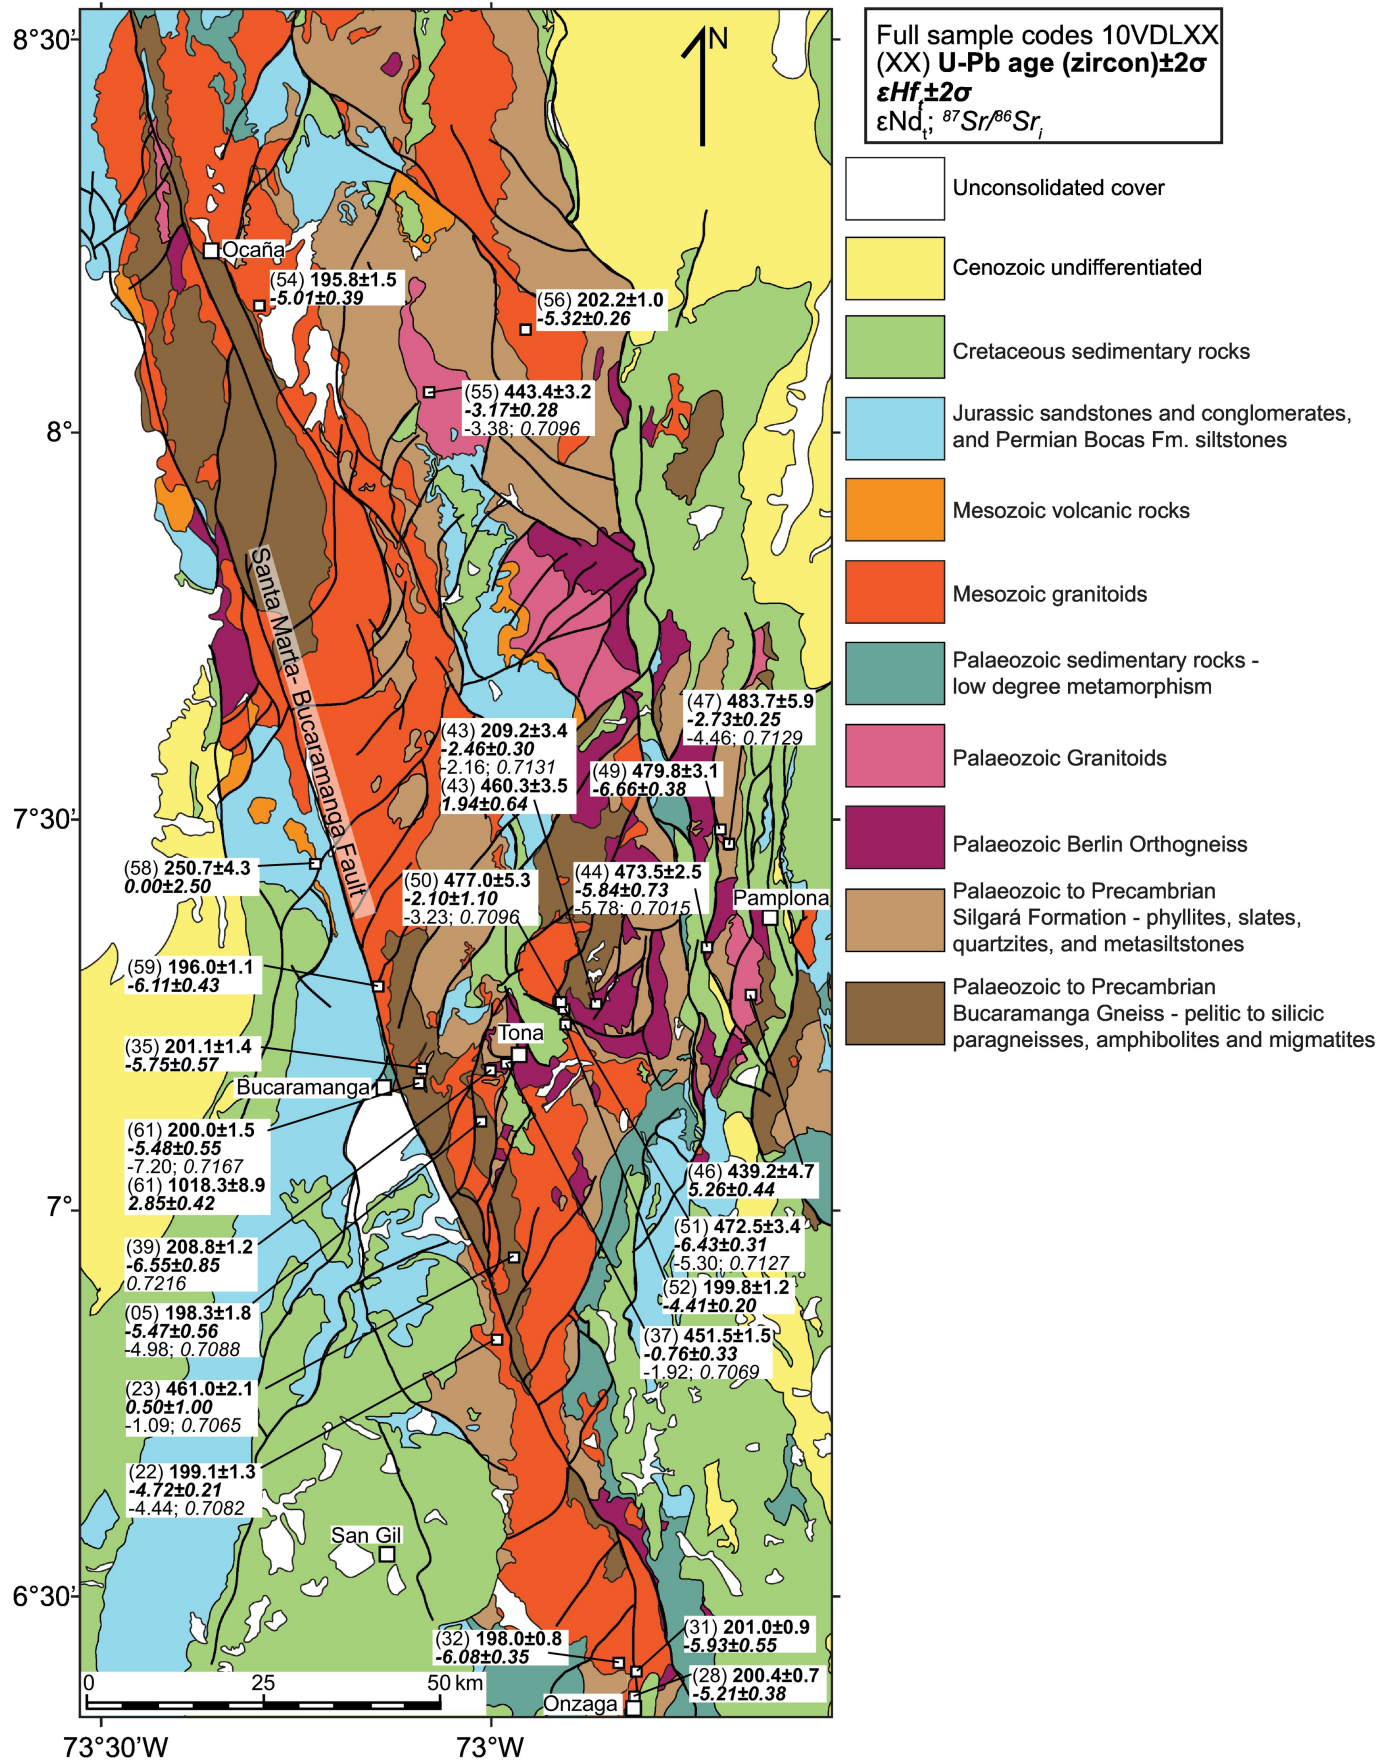 8°30'
8°
7°30'
7°
6°30'
73°30'W
73°W
N
Full sample codes 10VDLXX
(XX) U-Pb age (zircon)±2σ
εHft±2σ
εNdt; 87Sr/86Sri
Unconsolidated cover
Cenozoic undifferentiated
Cretaceous sedimentary rocks
Jurassic sandstones and conglomerates,
and Permian Bocas Fm. siltstones
Mesozoic volcanic rocks
Mesozoic granitoids
Palaeozoic sedimentary rocks -
low degree metamorphism
Palaeozoic Granitoids
Palaeozoic Berlin Orthogneiss
Palaeozoic to Precambrian
Silgará Formation - phyllites, slates,
quartzites, and metasiltstones
Palaeozoic to Precambrian
Bucaramanga Gneiss - pelitic to silicic
paragneisses, amphibolites and migmatites
Ocaña
(54) 195.8±1.5
-5.01±0.39
(56) 202.2±1.0
-5.32±0.26
(55) 443.4±3.2
-3.17±0.28
-3.38; 0.7096
Santa Marta- Bucaramanga Fault
(47) 483.7±5.9
-2.73±0.25
-4.46; 0.7129
(43) 209.2±3.4
-2.46±0.30
-2.16; 0.7131
(43) 460.3±3.5
1.94±0.64
(49) 479.8±3.1
-6.66±0.38
(58) 250.7±4.3
0.00±2.50
(50) 477.0±5.3
-2.10±1.10
-3.23; 0.7096
(44) 473.5±2.5
-5.84±0.73
-5.78; 0.7015
Pamplona
(59) 196.0±1.1
-6.11±0.43
Tona
(35) 201.1±1.4
-5.75±0.57
Bucaramanga
(61) 200.0±1.5
-5.48±0.55
-7.20; 0.7167
(61) 1018.3±8.9
2.85±0.42
(46) 439.2±4.7
5.26±0.44
(51) 472.5±3.4
-6.43±0.31
-5.30; 0.7127
(39) 208.8±1.2
-6.55±0.85
0.7216
(52) 199.8±1.2
-4.41±0.20
(05) 198.3±1.8
-5.47±0.56
-4.98; 0.7088
(37) 451.5±1.5
-0.76±0.33
-1.92; 0.7069
(23) 461.0±2.1
0.50±1.00
-1.09; 0.7065
(22) 199.1±1.3
-4.72±0.21
-4.44; 0.7082
San Gil
(32) 198.0±0.8
-6.08±0.35
(31) 201.0±0.9
-5.93±0.55
(28) 200.4±0.7
-5.21±0.38
Onzaga
0 25 50 km